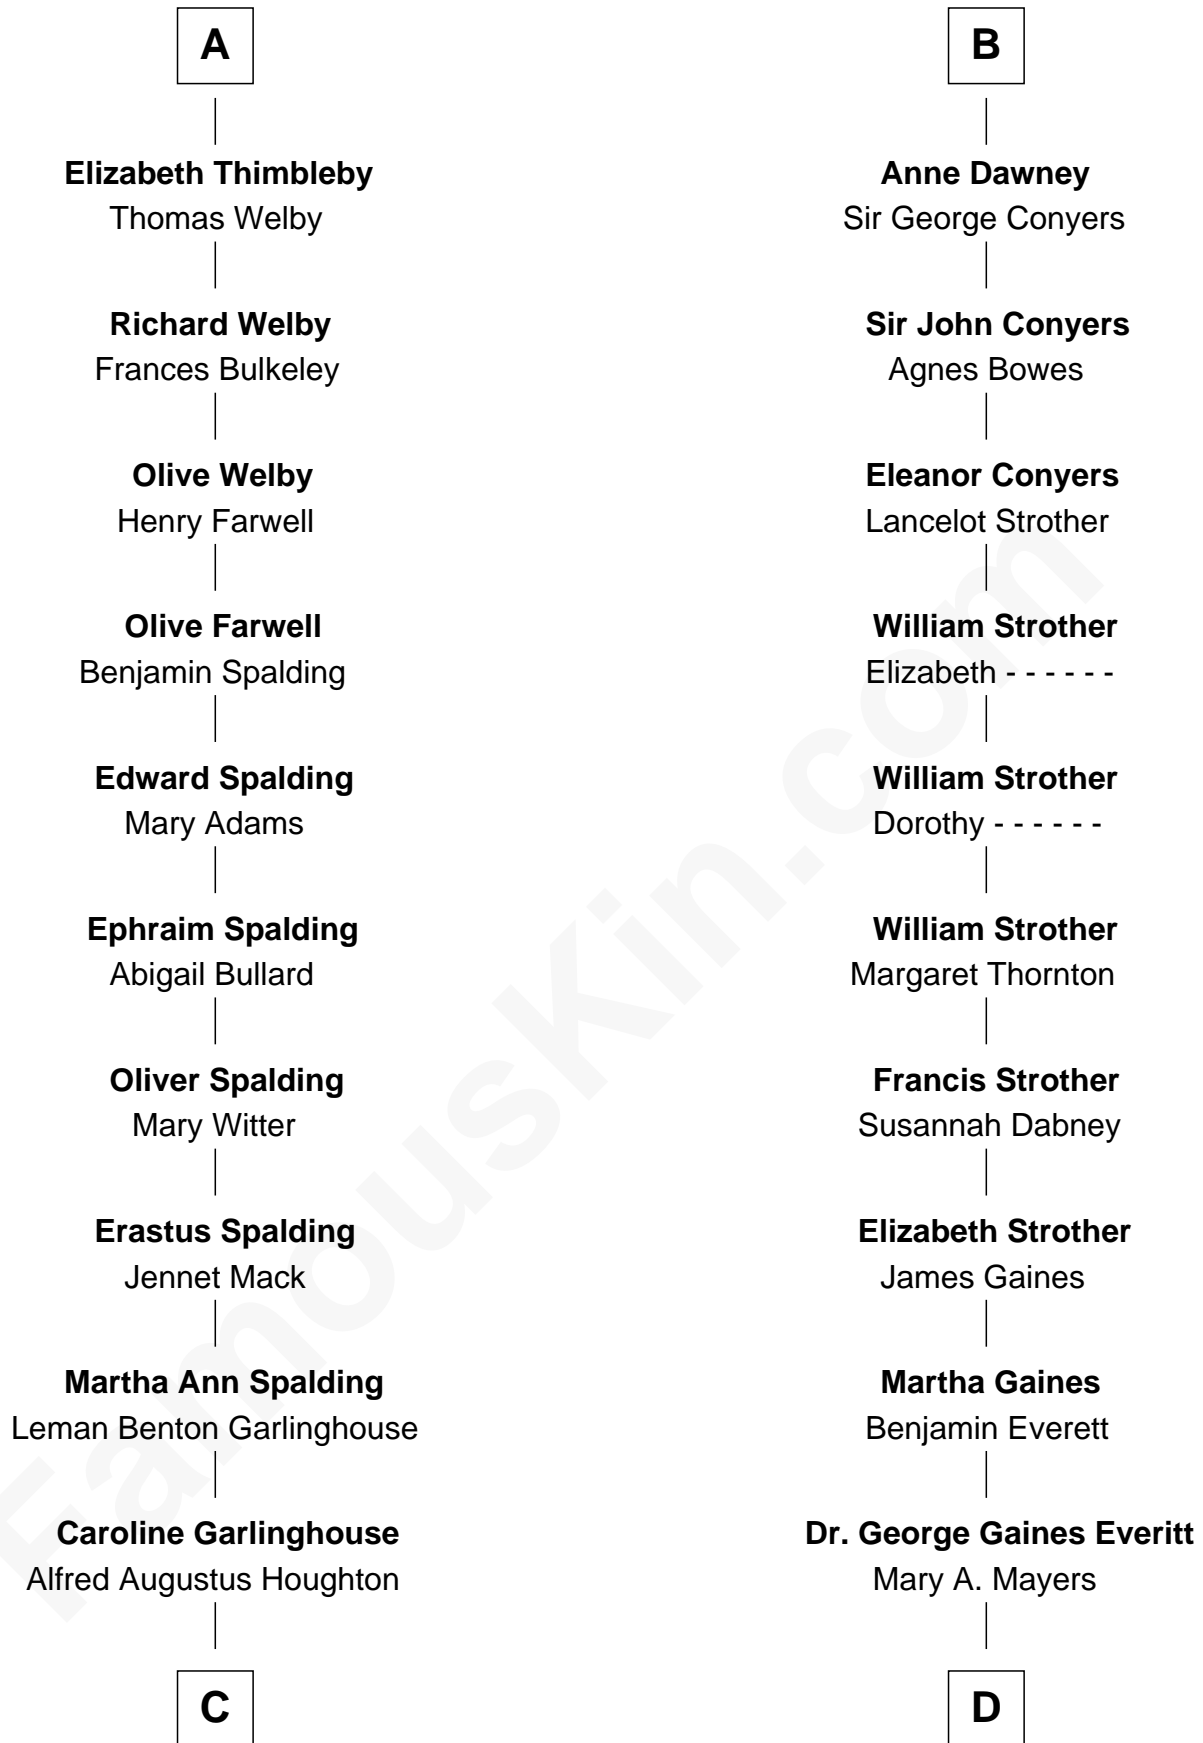 A
Elizabeth Thimbleby
Thomas Welby
Richard Welby
Frances Bulkeley
Olive Welby
Henry Farwell
Olive Farwell
Benjamin Spalding
Edward Spalding
Mary Adams
Ephraim Spalding
Abigail Bullard
Oliver Spalding
Mary Witter
Erastus Spalding
Jennet Mack
Martha Ann Spalding
Leman Benton Garlinghouse
Caroline Garlinghouse
Alfred Augustus Houghton
C
B
Anne Dawney
Sir George Conyers
Sir John Conyers
Agnes Bowes
Eleanor Conyers
Lancelot Strother
William Strother
Elizabeth - - - - - -
William Strother
Dorothy - - - - - -
William Strother
Margaret Thornton
Francis Strother
Susannah Dabney
Elizabeth Strother
James Gaines
Martha Gaines
Benjamin Everett
Dr. George Gaines Everitt
Mary A. Mayers
D
FamousKin.com